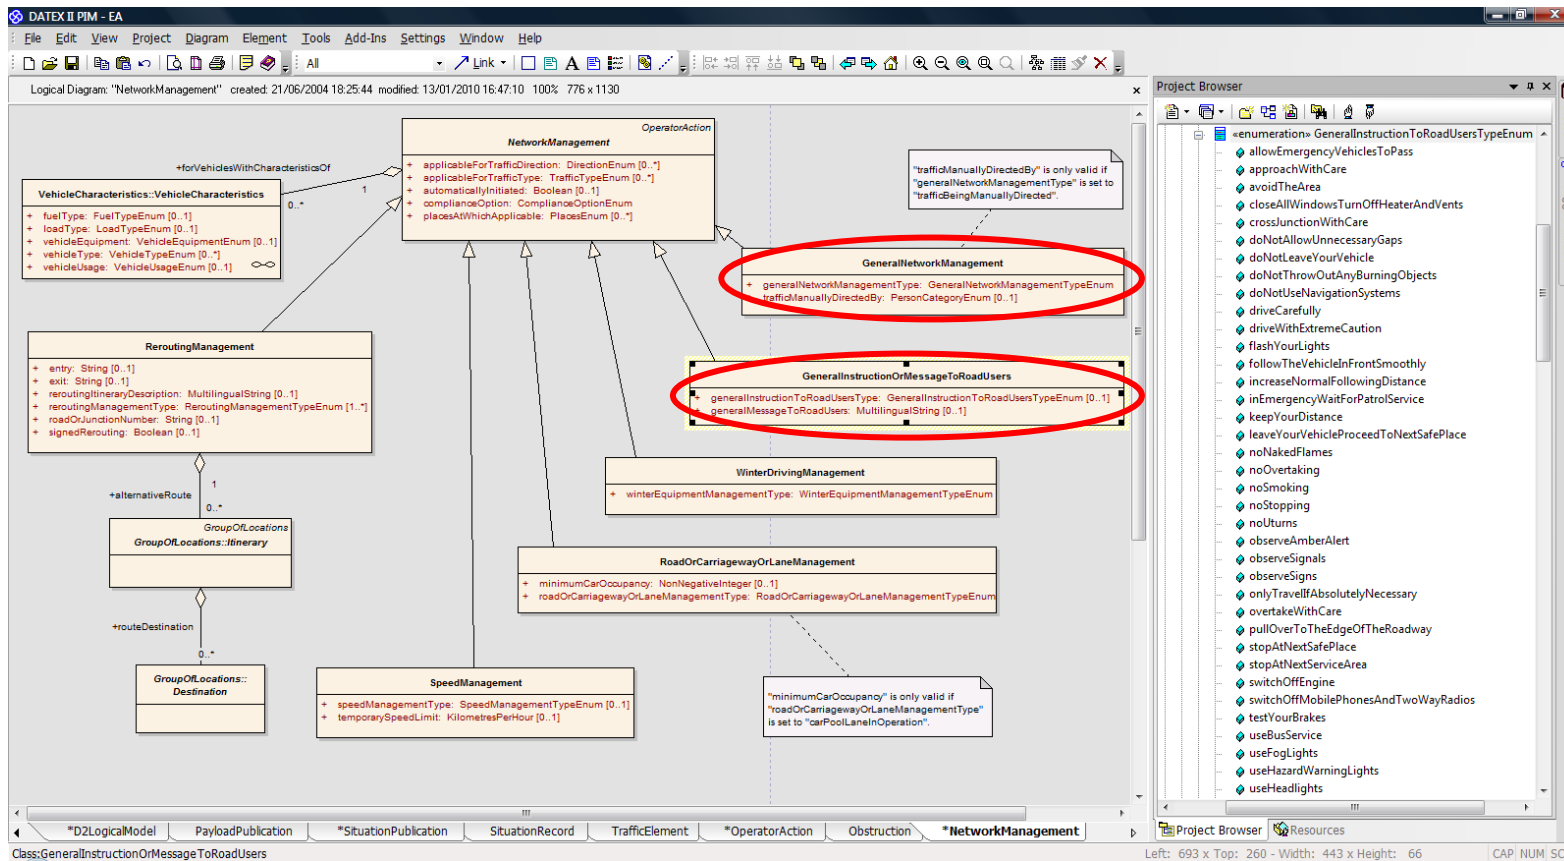 DATEX II PIM - EA
File Edit View Project Diagram Element Tools Add-Ins Settings Window Help
All
Link
Logical Diagram: "NetworkManagement" created: 21/06/2004 18:25:44 modified: 13/01/2010 16:47:10 100% 776 x 1130
OperatorAction
NetworkManagement
+ applicableForTrafficDirection: DirectionEnum [0..*]
+ applicableForTrafficType: TrafficTypeEnum [0..*]
+ automaticallyInitiated: Boolean [0..1]
+ complianceOption: ComplianceOptionEnum
+ placesAtWhichApplicable: PlacesEnum [0..*]
+forVehiclesWithCharacteristicsOf
1
0..*
VehicleCharacteristics::VehicleCharacteristics
+ fuelType: FuelTypeEnum [0..1]
+ loadType: LoadTypeEnum [0..1]
+ vehicleEquipment: VehicleEquipmentEnum [0..1]
+ vehicleType: VehicleTypeEnum [0..*]
+ vehicleUsage: VehicleUsageEnum [0..1]
"trafficManuallyDirectedBy" is only valid if
"generalNetworkManagementType" is set to
"trafficBeingManuallyDirected".
GeneralNetworkManagement
+ generalNetworkManagementType: GeneralNetworkManagementTypeEnum
trafficManuallyDirectedBy: PersonCategoryEnum [0..1]
ReroutingManagement
+ entry: String [0..1]
+ exit: String [0..1]
+ reroutingItineraryDescription: MultilingualString [0..1]
+ reroutingManagementType: ReroutingManagementTypeEnum [1..*]
+ roadOrJunctionNumber: String [0..1]
+ signedRerouting: Boolean [0..1]
GeneralInstructionOrMessageToRoadUsers
+ generalInstructionToRoadUsersType: GeneralInstructionToRoadUsersTypeEnum [0..1]
+ generalMessageToRoadUsers: MultilingualString [0..1]
WinterDrivingManagement
+ winterEquipmentManagementType: WinterEquipmentManagementTypeEnum
+alternativeRoute
1
0..*
GroupOfLocations
GroupOfLocations::Itinerary
RoadOrCarriagewayOrLaneManagement
+ minimumCarOccupancy: NonNegativeInteger [0..1]
+ roadOrCarriagewayOrLaneManagementType: RoadOrCarriagewayOrLaneManagementTypeEnum
+routeDestination
0..*
GroupOfLocations::
Destination
SpeedManagement
+ speedManagementType: SpeedManagementTypeEnum [0..1]
+ temporarySpeedLimit: KilometresPerHour [0..1]
"minimumCarOccupancy" is only valid if
"roadOrCarriagewayOrLaneManagementType"
is set to "carPoolLaneInOperation".
*D2LogicalModel PayloadPublication *SituationPublication SituationRecord TrafficElement *OperatorAction Obstruction *NetworkManagement
Project Browser
«enumeration» GeneralInstructionToRoadUsersTypeEnum
allowEmergencyVehiclesToPass
approachWithCare
avoidTheArea
closeAllWindowsTurnOffHeaterAndVents
crossJunctionWithCare
doNotAllowUnnecessaryGaps
doNotLeaveYourVehicle
doNotThrowOutAnyBurningObjects
doNotUseNavigationSystems
driveCarefully
driveWithExtremeCaution
flashYourLights
followTheVehicleInFrontSmoothly
increaseNormalFollowingDistance
inEmergencyWaitForPatrolService
keepYourDistance
leaveYourVehicleProceedToNextSafePlace
noNakedFlames
noOvertaking
noSmoking
noStopping
noUturns
observeAmberAlert
observeSignals
observeSigns
onlyTravelIfAbsolutelyNecessary
overtakeWithCare
pullOverToTheEdgeOfTheRoadway
stopAtNextSafePlace
stopAtNextServiceArea
switchOffEngine
switchOffMobilePhonesAndTwoWayRadios
testYourBrakes
useBusService
useFogLights
useHazardWarningLights
useHeadlights
Project Browser Resources
Class:GeneralInstructionOrMessageToRoadUsers
Left: 693 x Top: 260 - Width: 443 x Height: 66 CAP NUM SC